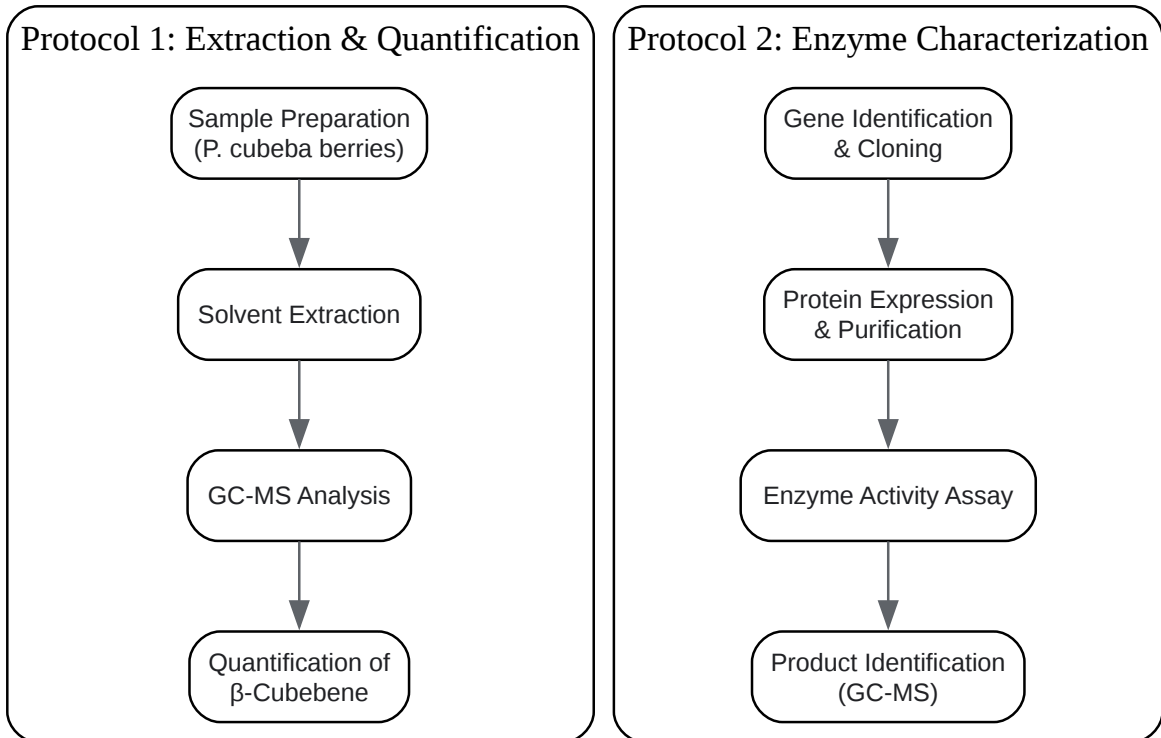 Protocol 1: Extraction & Quantification
Sample Preparation
(P. cubeba berries)
Solvent Extraction
GC-MS Analysis
Quantification of
β-Cubebene
Protocol 2: Enzyme Characterization
Gene Identification
& Cloning
Protein Expression
& Purification
Enzyme Activity Assay
Product Identification
(GC-MS)